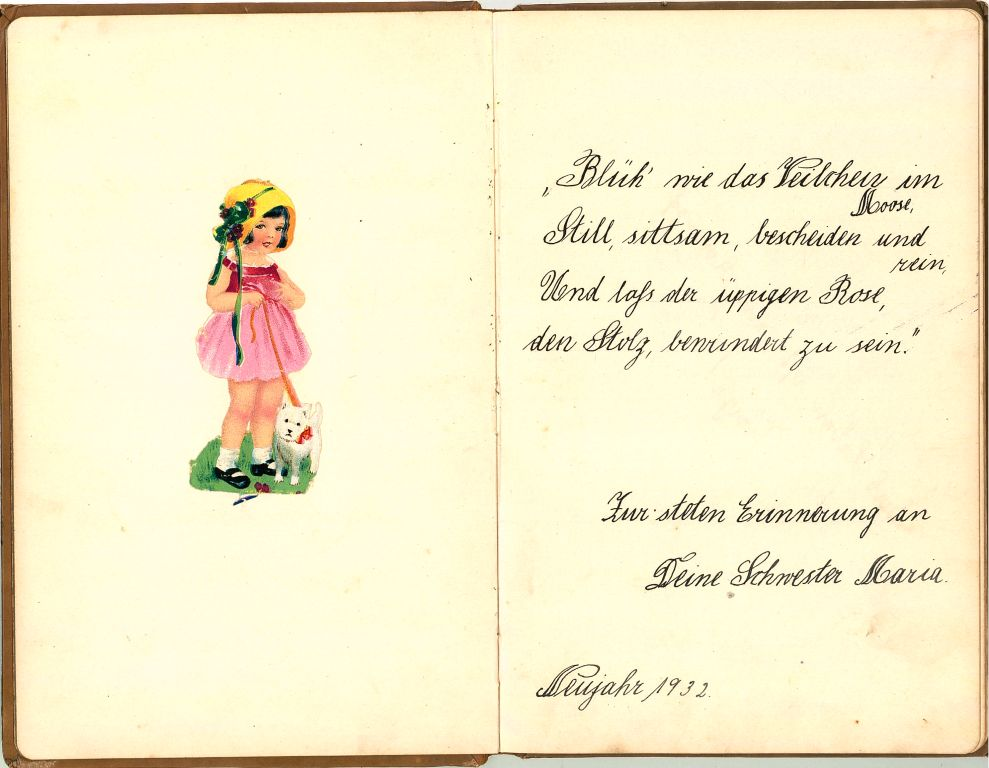 „Blüh' wie das Veilchen im
Moose,
Still, sittsam, bescheiden und
rein,
Und laß der üppigen Rose,
den Stolz, bewundert zu sein."
Zur steten Erinnerung an
Deine Schwester Maria.
Neujahr 1932.